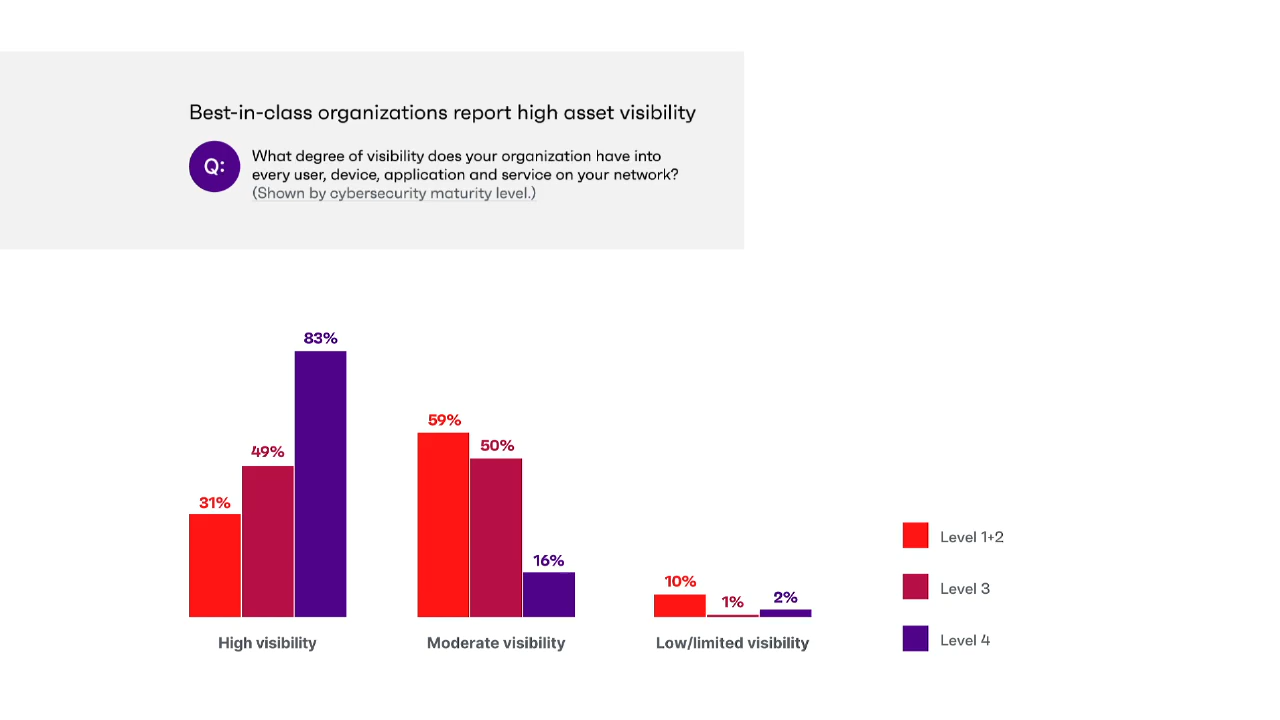 Best-in-class organizations report high asset visibility
Q:
What degree of visibility does your organization have into
every user, device, application and service on your network?
(Shown by cybersecurity maturity level.)
83%
59%
49%
50%
31%
16%
10%
1%
2%
High visibility
Moderate visibility
Low/limited visibility
Level 1+2
Level 3
Level 4